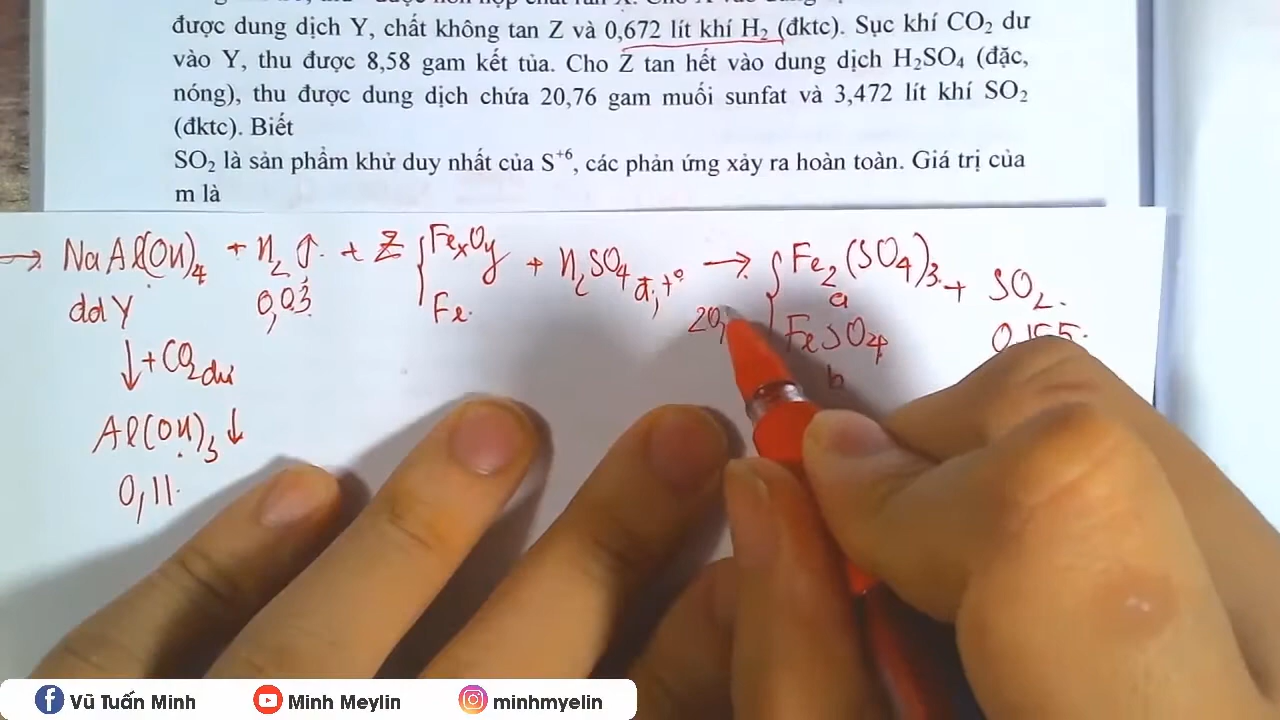 được dung dịch Y, chất không tan Z và 0,672 lít khí H₂ (đktc). Sục khí CO₂ dư
vào Y, thu được 8,58 gam kết tủa. Cho Z tan hết vào dung dịch H₂SO₄ (đặc,
nóng), thu được dung dịch chứa 20,76 gam muối sunfat và 3,472 lít khí SO₂
(đktc). Biết
SO₂ là sản phẩm khử duy nhất của S⁺⁶, các phản ứng xảy ra hoàn toàn. Giá trị của
m là
→ NaAl(OH)₄ + H₂↑ + Z { FexOy + H₂SO₄ đ,t° → { Fe₂(SO₄)₃ + SO₂
ddY 0,03 Fe 20, a FeSO₄ 0,155
↓ +CO₂ dư b
Al(OH)₃↓
0,11
Vũ Tuấn Minh Minh Meylin minhmyelin